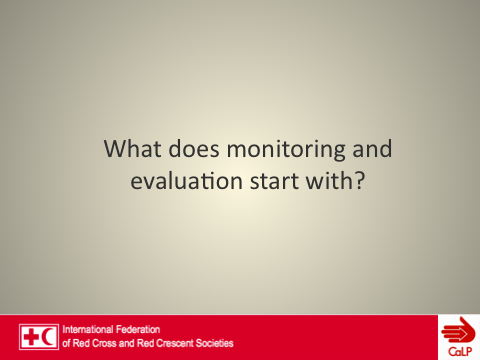 What does monitoring and
evaluation start with?
International Federation
of Red Cross and Red Crescent Societies
CaLP